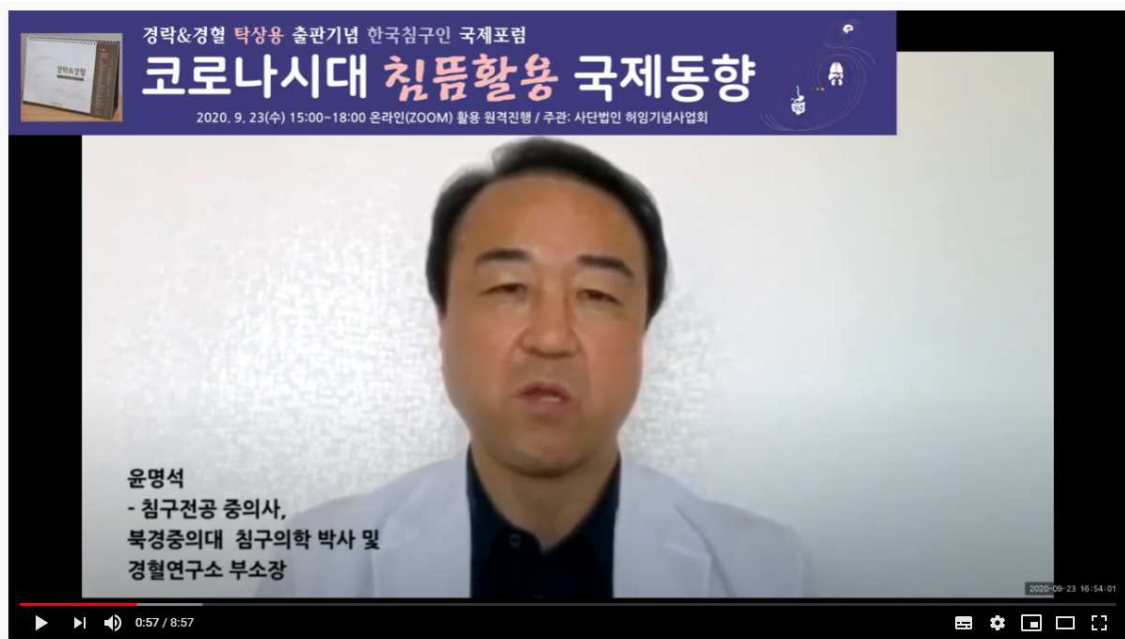 경락&경혈 탁상용 출판기념 한국침구인 국제포럼
코로나시대 침뜸활용 국제동향
2020. 9. 23(수) 15:00~18:00 온라인(ZOOM) 활용 원격진행 / 주관: 사단법인 허임기념사업회
경락&경혈
윤명석
- 침구전공 중의사,
북경중의대 침구의학 박사 및
경혈연구소 부소장
2020-09-23 16:54:01
0:57 / 8:57